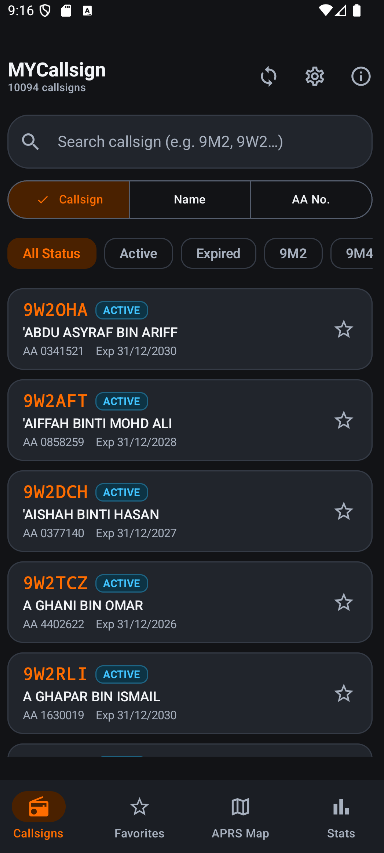 9:16
MYCallsign
10094 callsigns
Search callsign (e.g. 9M2, 9W2...)
Callsign Name AA No.
All Status Active Expired 9M2 9M4
9W2OHA ACTIVE
'ABDU ASYRAF BIN ARIFF
AA 0341521 Exp 31/12/2030
9W2AFT ACTIVE
'AIFFAH BINTI MOHD ALI
AA 0858259 Exp 31/12/2028
9W2DCH ACTIVE
'AISHAH BINTI HASAN
AA 0377140 Exp 31/12/2027
9W2TCZ ACTIVE
A GHANI BIN OMAR
AA 4402622 Exp 31/12/2026
9W2RLI ACTIVE
A GHAPAR BIN ISMAIL
AA 1630019 Exp 31/12/2030
Callsigns Favorites APRS Map Stats